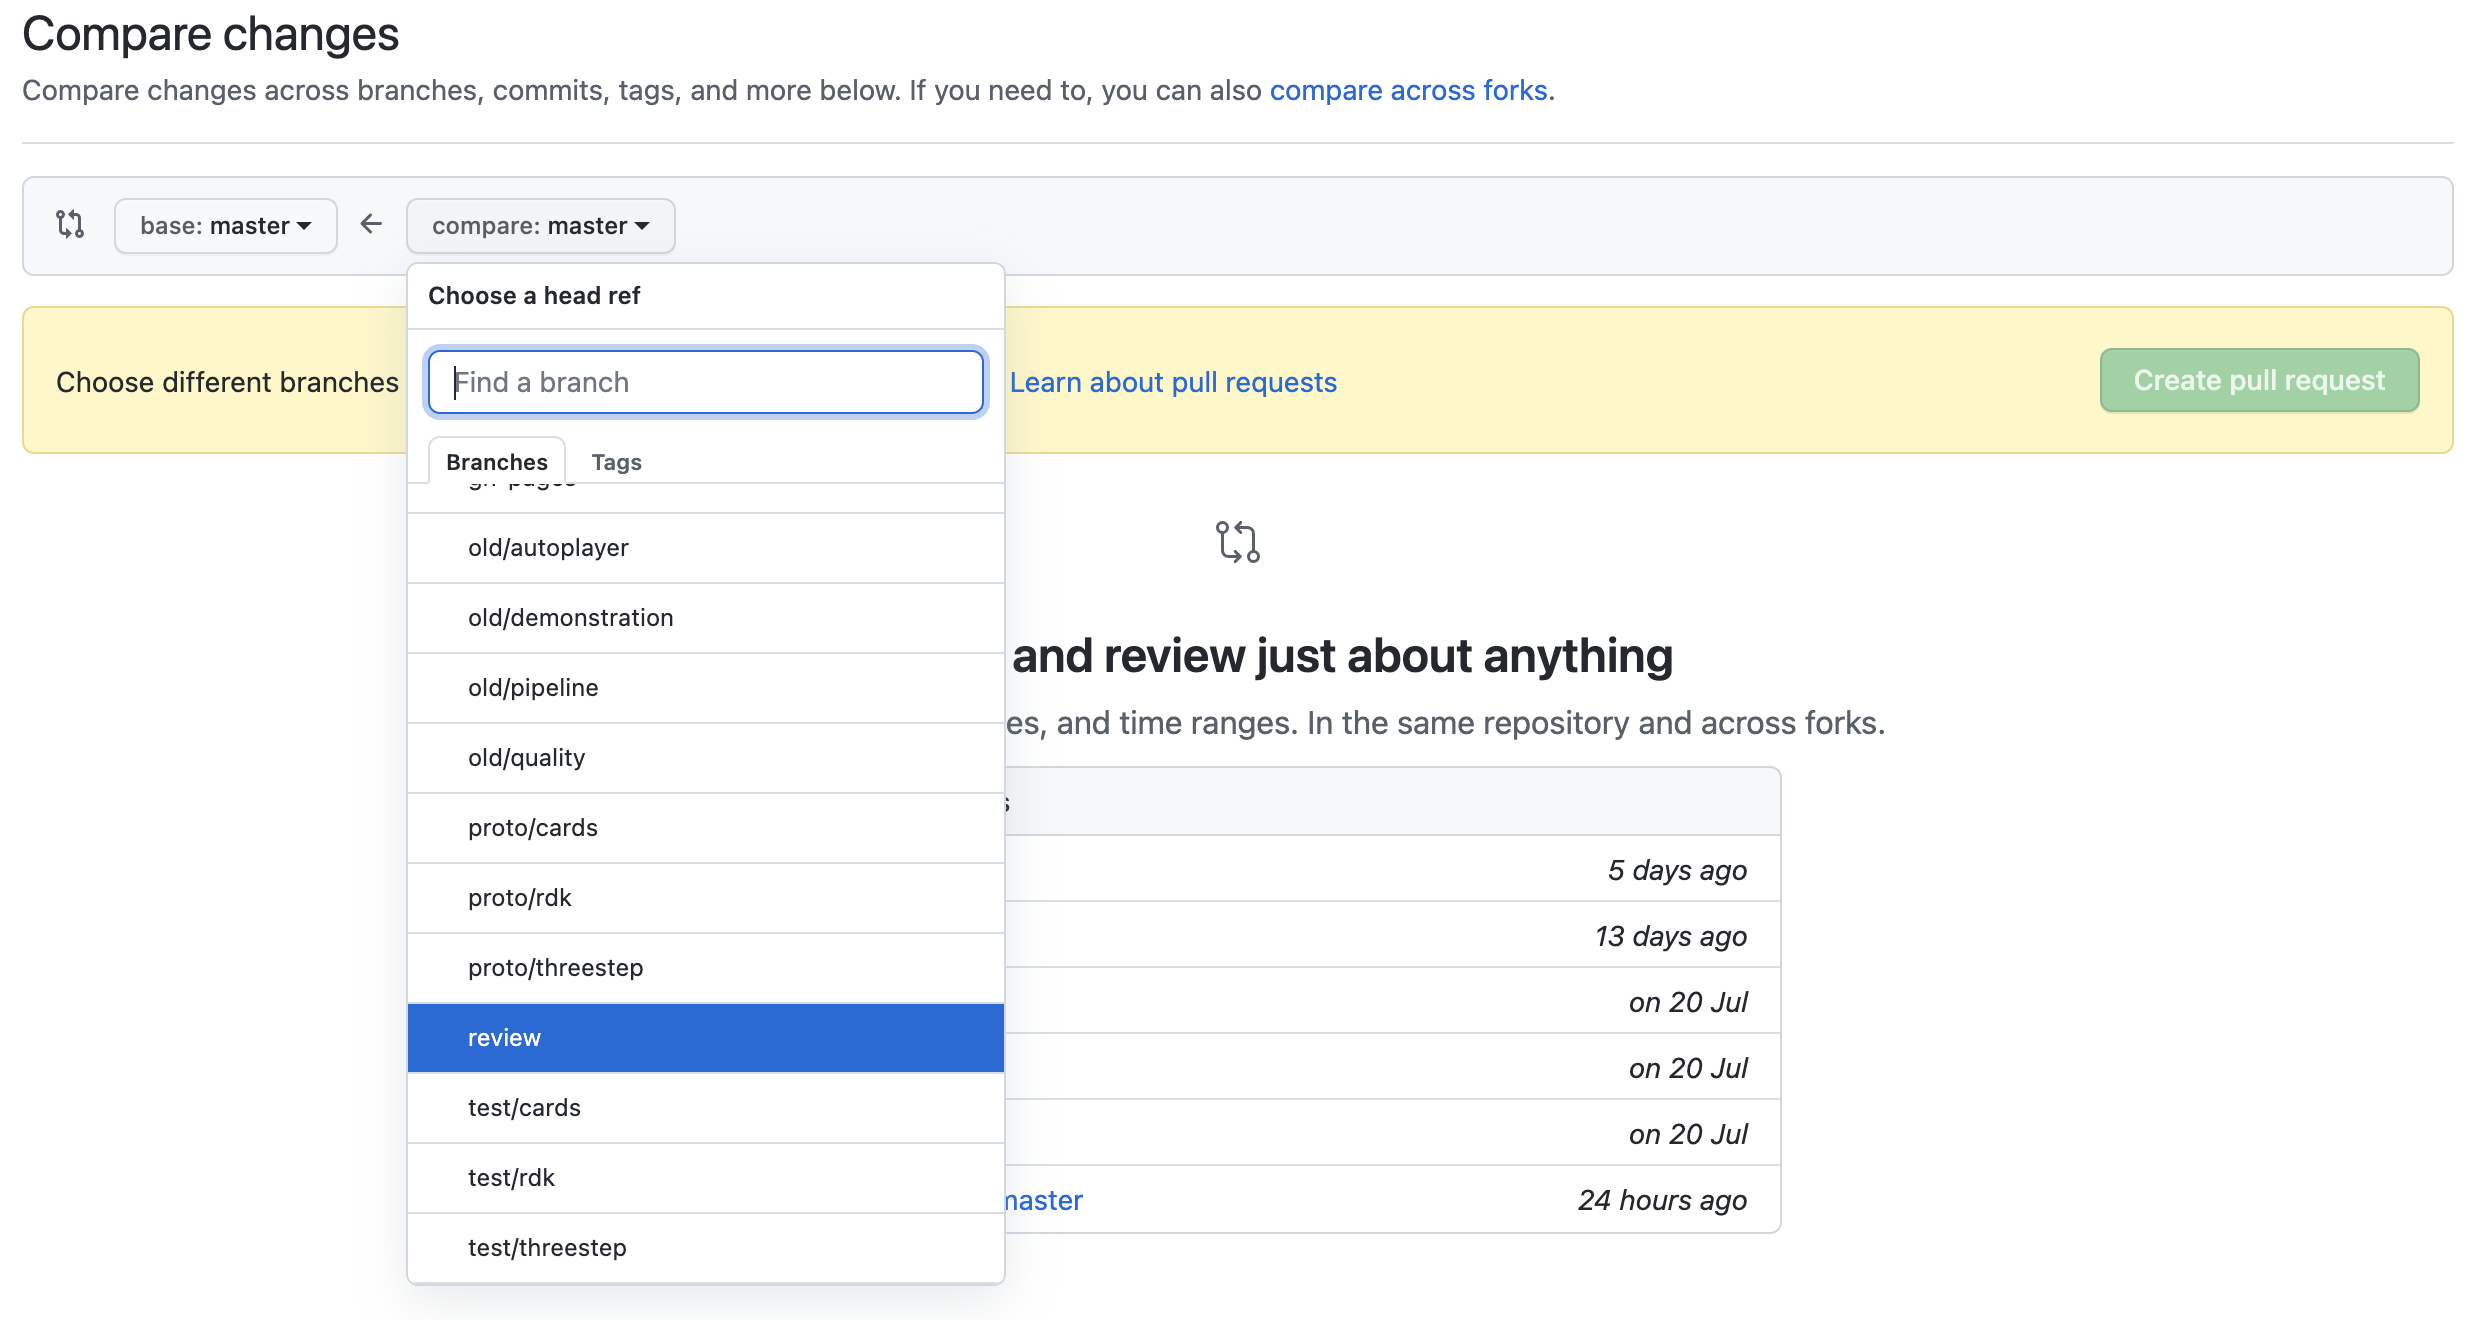 Compare changes
Compare changes across branches, commits, tags, and more below. If you need to, you can also compare across forks.
base: master
compare: master
Choose a head ref
Choose different branches
Find a branch
Learn about pull requests
Create pull request
Branches
Tags
gh-pages
old/autoplayer
old/demonstration
old/pipeline
old/quality
proto/cards
proto/rdk
proto/threestep
review
test/cards
test/rdk
test/threestep
and review just about anything
es, and time ranges. In the same repository and across forks.
s
5 days ago
13 days ago
on 20 Jul
on 20 Jul
on 20 Jul
master
24 hours ago